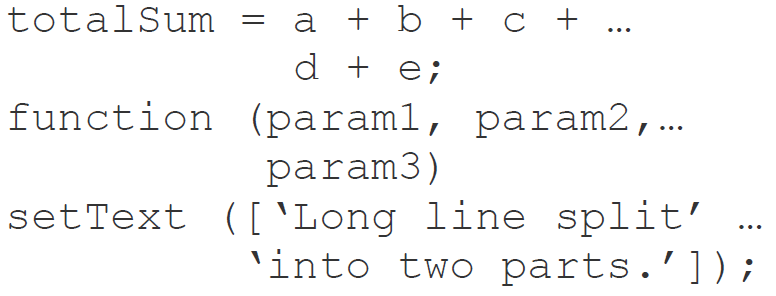 totalSum = a + b + c + …
d + e;
function (param1, param2,…
param3)
setText ([‘Long line split’ …
‘into two parts.’]);